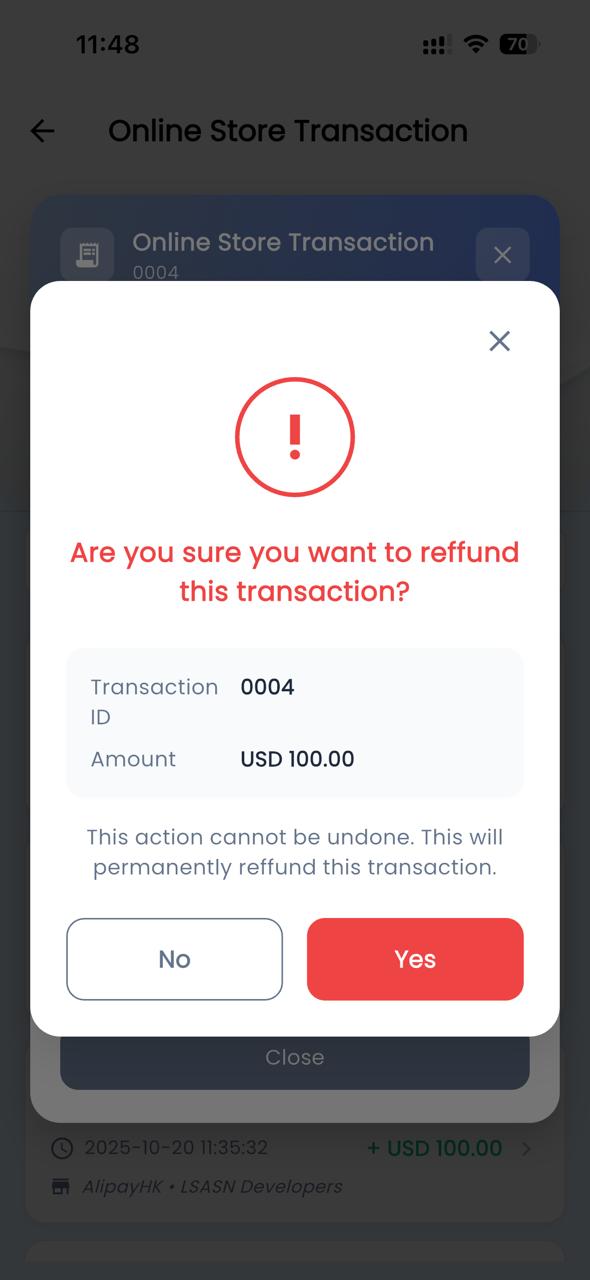 11:48
70
Online Store Transaction
Online Store Transaction
0004
Are you sure you want to reffund
this transaction?
Transaction
ID
0004
Amount
USD 100.00
This action cannot be undone. This will
permanently reffund this transaction.
No
Yes
Close
2025-10-20 11:35:32
+ USD 100.00
AlipayHK • LSASN Developers